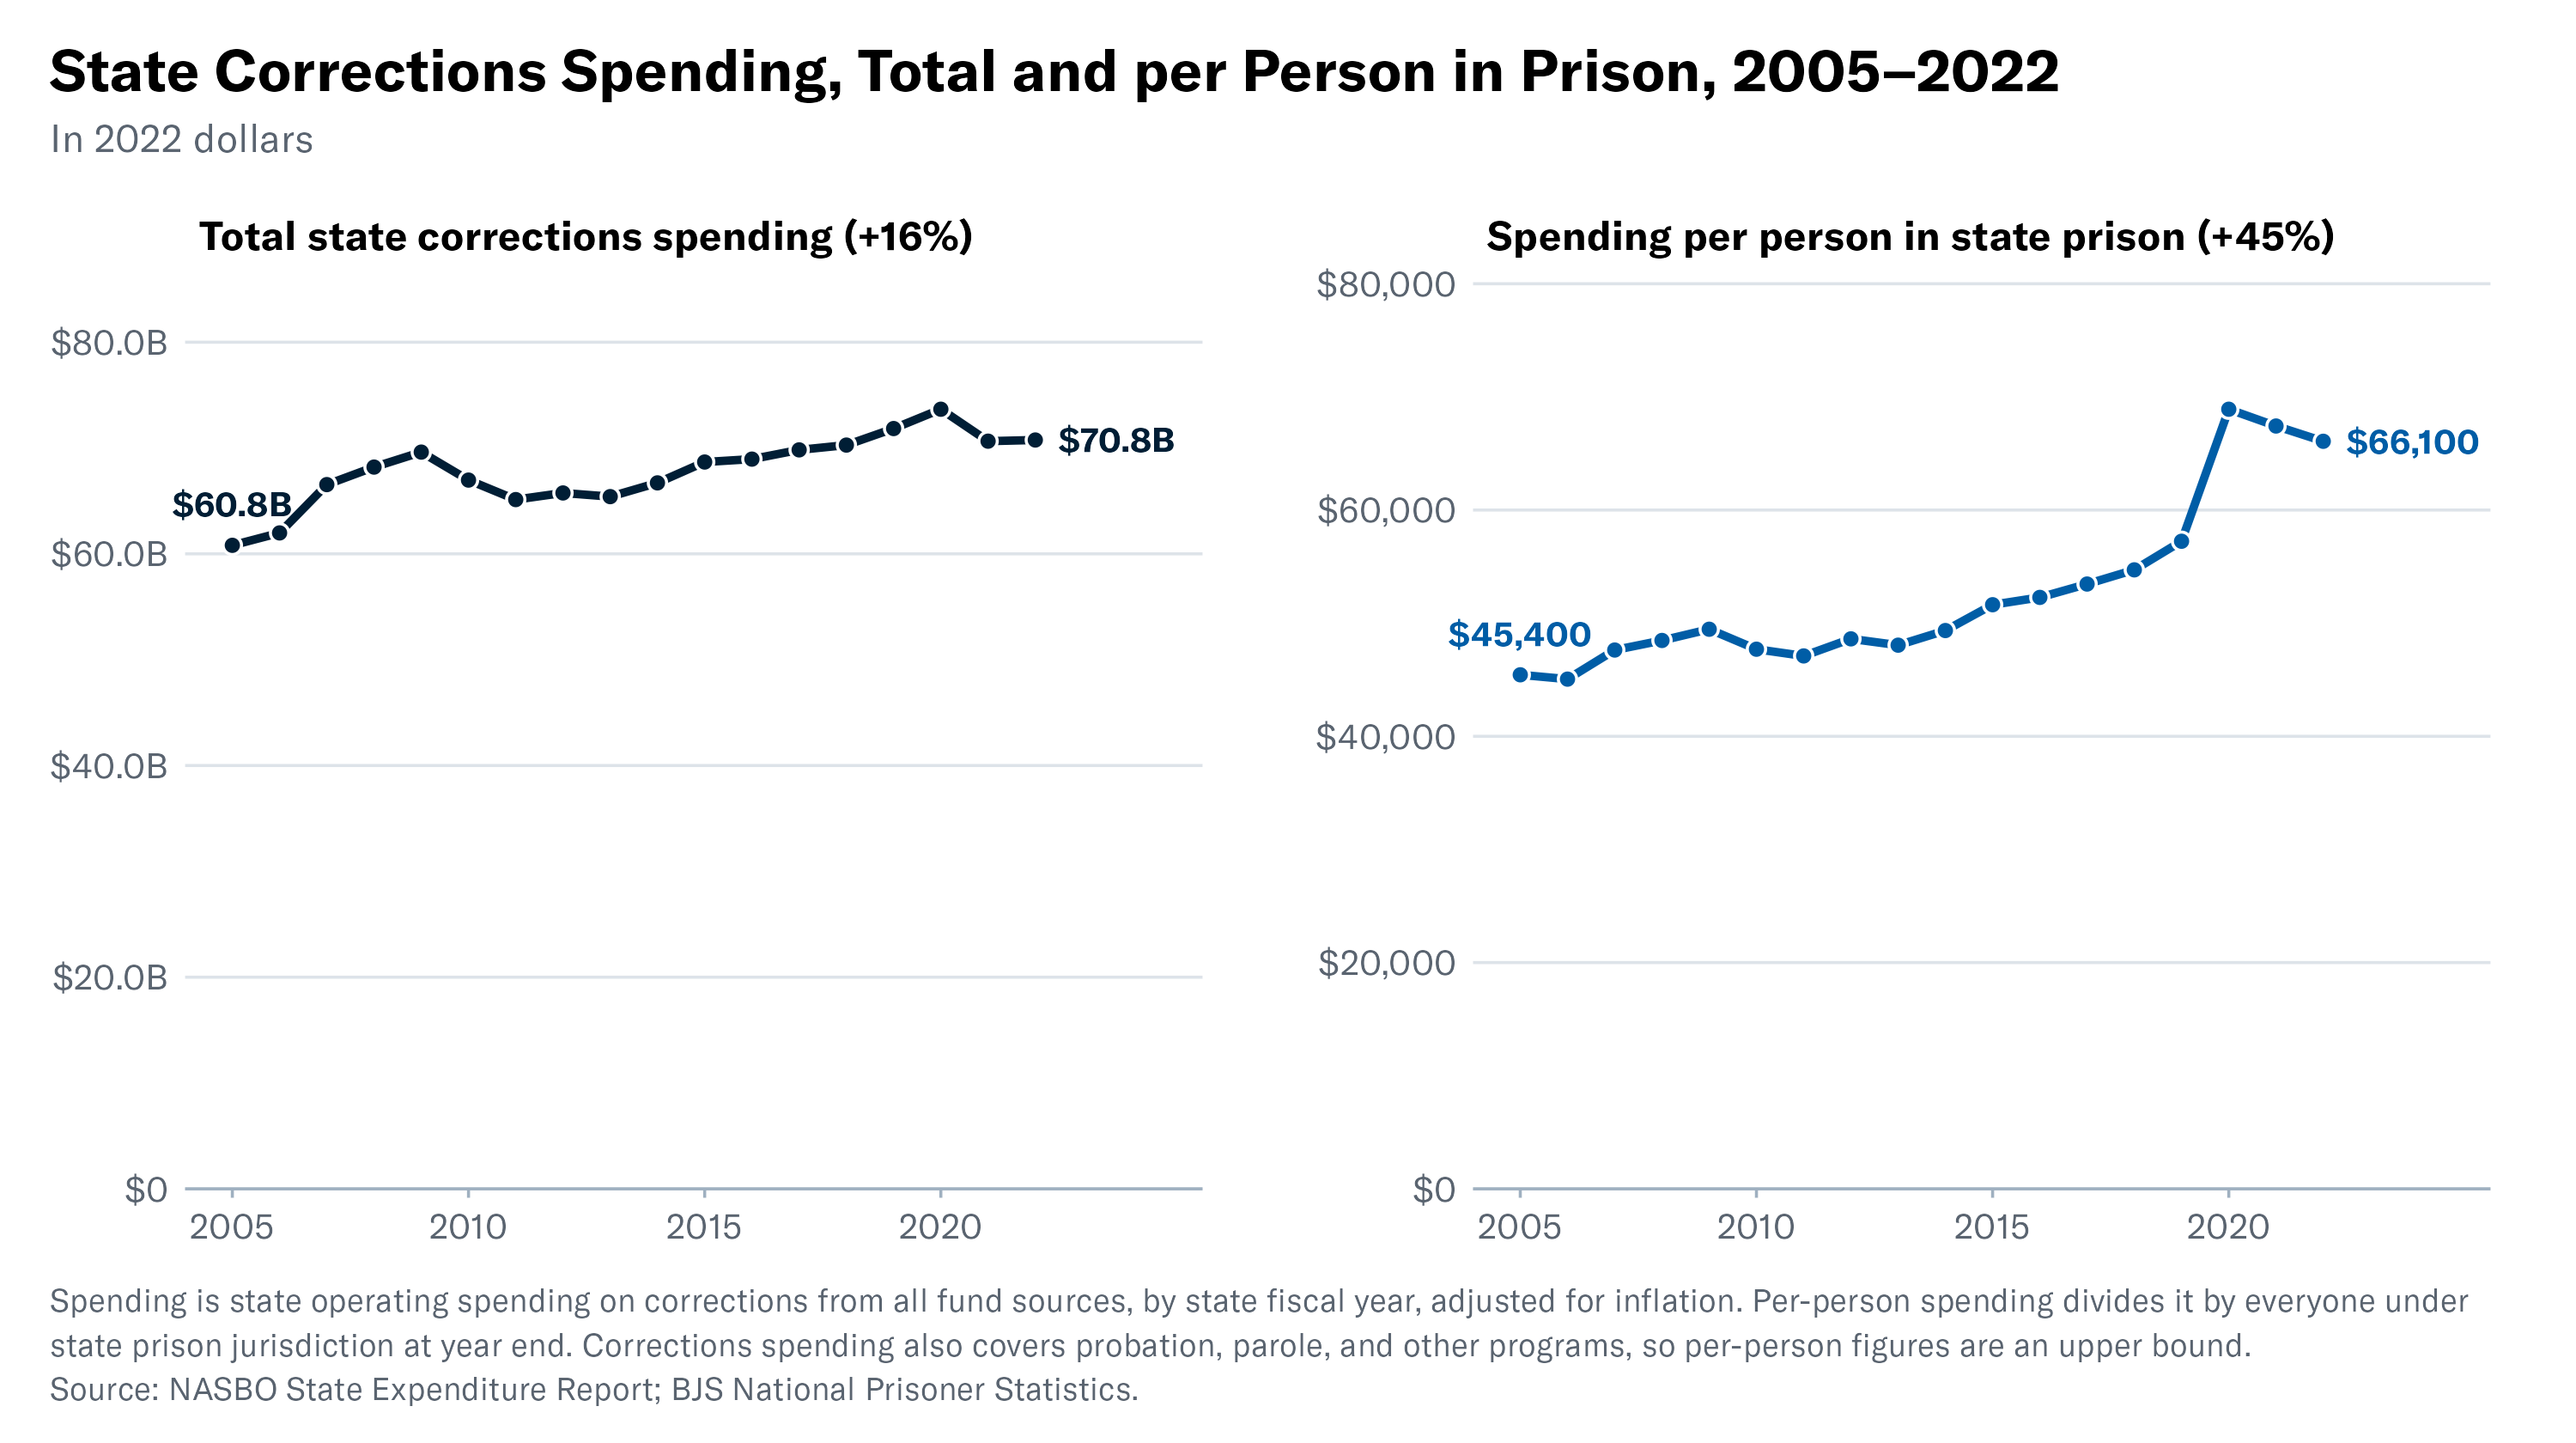 State Corrections Spending, Total and per Person in Prison, 2005–2022
In 2022 dollars
Total state corrections spending (+16%)
$80.0B
$60.0B
$40.0B
$20.0B
$0
$60.8B
$70.8B
2005 2010 2015 2020
Spending per person in state prison (+45%)
$80,000
$60,000
$40,000
$20,000
$0
$45,400
$66,100
2005 2010 2015 2020
Spending is state operating spending on corrections from all fund sources, by state fiscal year, adjusted for inflation. Per-person spending divides it by everyone under
state prison jurisdiction at year end. Corrections spending also covers probation, parole, and other programs, so per-person figures are an upper bound.
Source: NASBO State Expenditure Report; BJS National Prisoner Statistics.